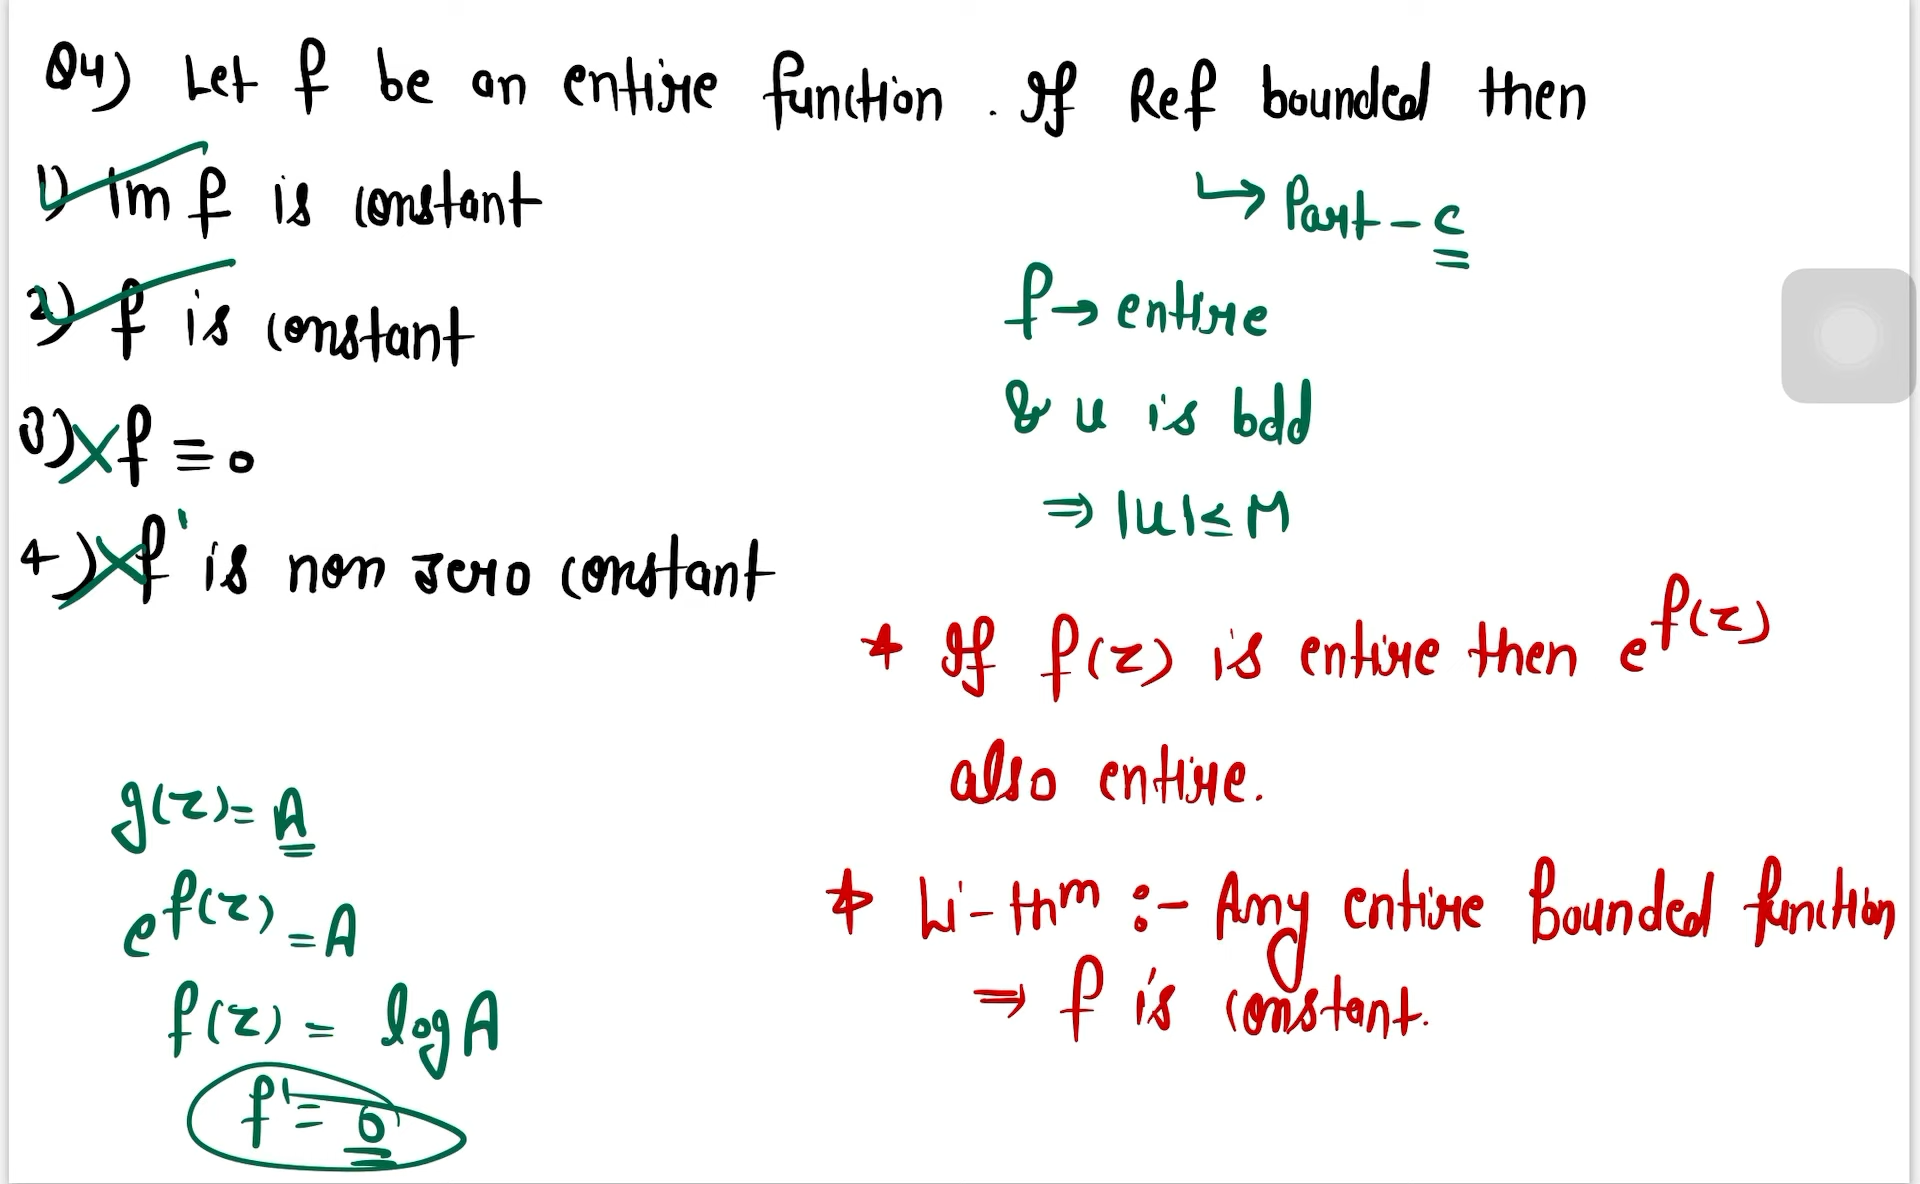 Q4) Let f be an entire function. If Ref bounded then
1) Im f is constant
2) f is constant
3) f ≡ 0
4) f' is non zero constant
↳ Part-C
f → entire
& u is bdd
⇒ |u| ≤ M
* If f(z) is entire then e^f(z)
also entire.
* Li-thm :- Any entire Bounded function
⇒ f is constant.
g(z) = A
e^f(z) = A
f(z) = log A
f' = 0